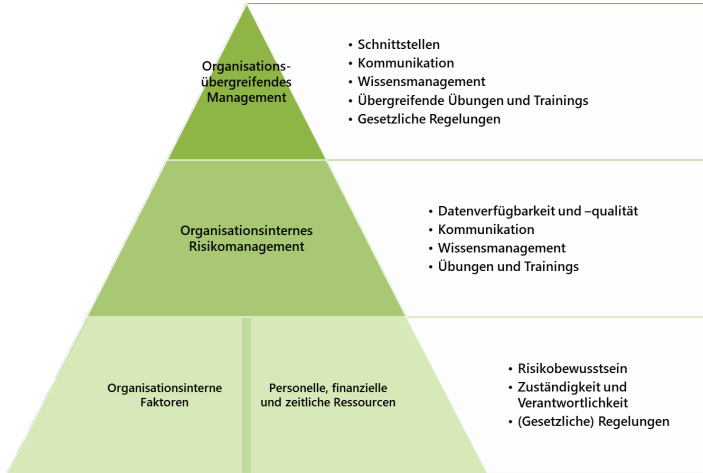 Organisations-
übergreifendes
Management
• Schnittstellen
• Kommunikation
• Wissensmanagement
• Übergreifende Übungen und Trainings
• Gesetzliche Regelungen
Organisationsinternes
Risikomanagement
• Datenverfügbarkeit und –qualität
• Kommunikation
• Wissensmanagement
• Übungen und Trainings
Organisationsinterne
Faktoren
Personelle, finanzielle
und zeitliche Ressourcen
• Risikobewusstsein
• Zuständigkeit und
Verantwortlichkeit
• (Gesetzliche) Regelungen